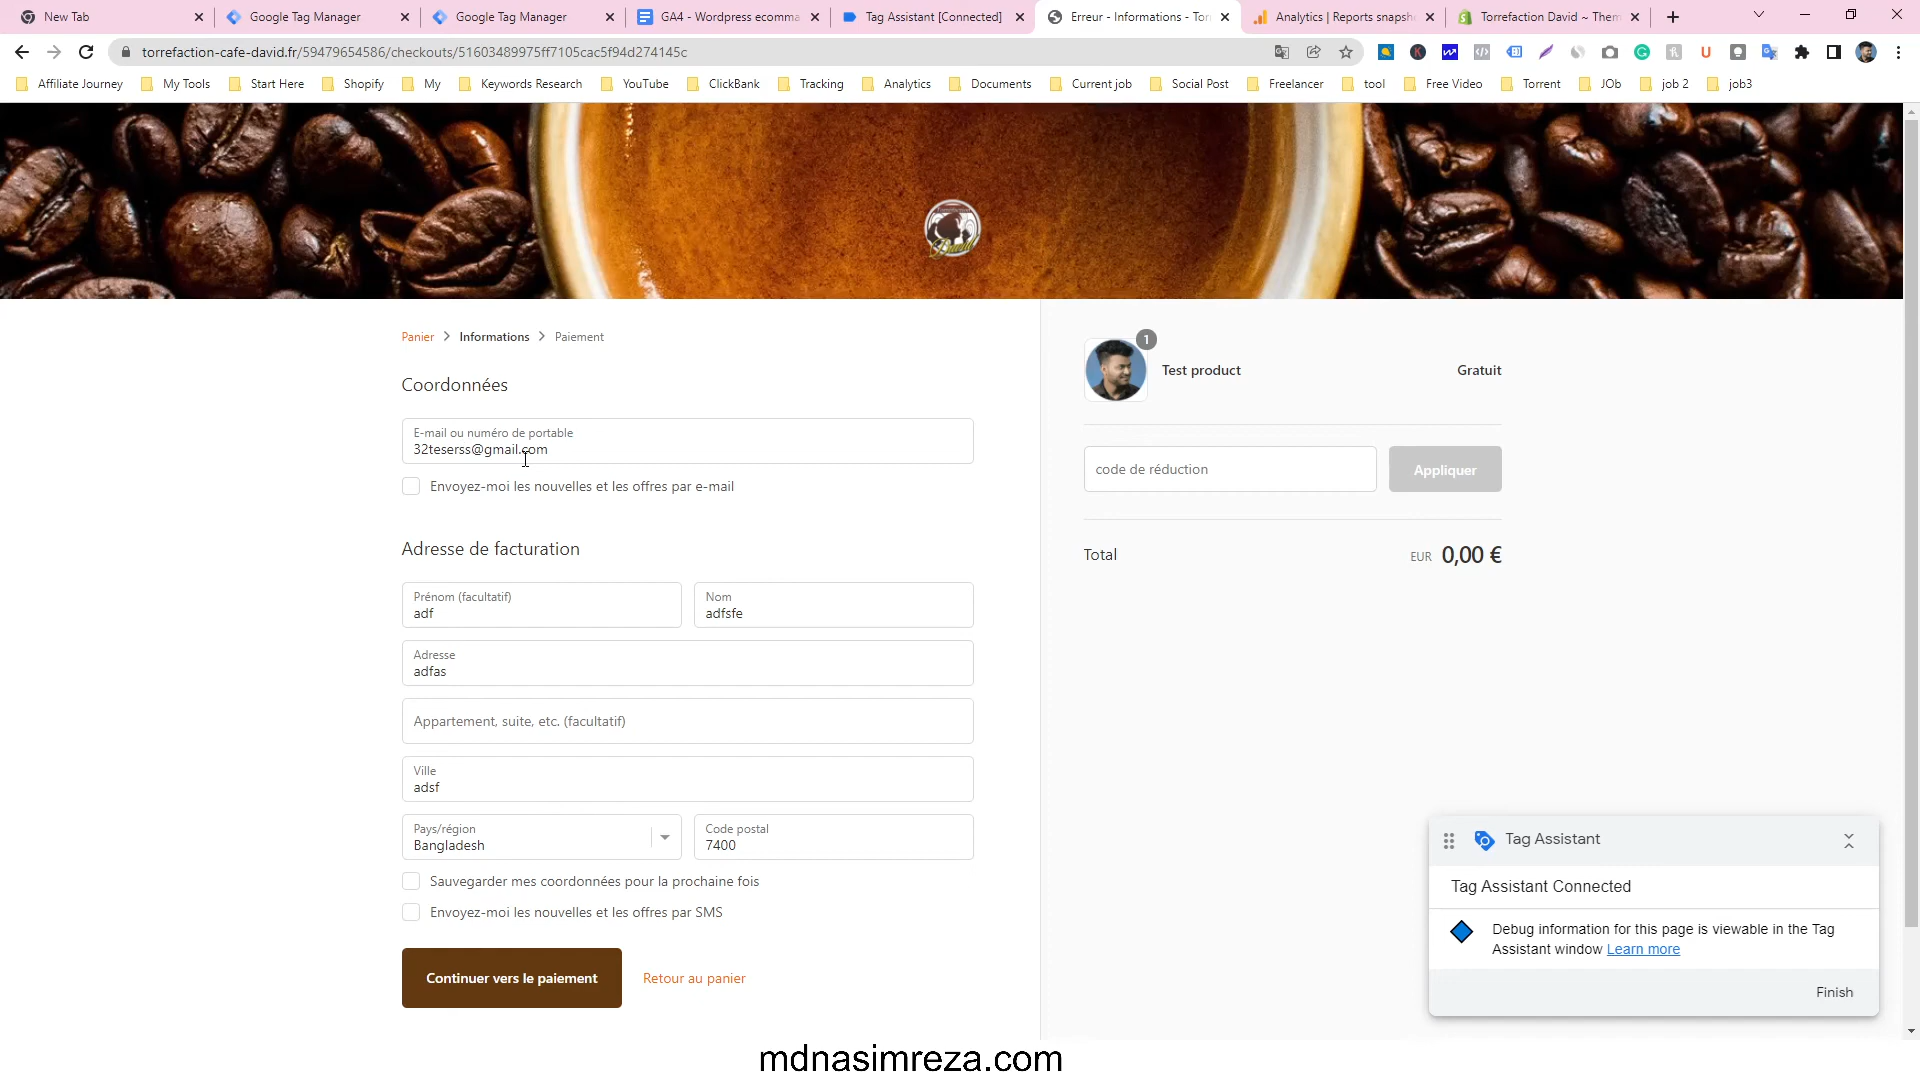 New Tab
Google Tag Manager
Google Tag Manager
GA4 - Wordpress ecomma
Tag Assistant [Connected]
Erreur - Informations - Torr
Analytics | Reports snapsh
Torrefaction David ~ Them
torrefaction-cafe-david.fr/59479654586/checkouts/51603489975ff7105cac5f94d274145c
Affiliate Journey
My Tools
Start Here
Shopify
My
Keywords Research
YouTube
ClickBank
Tracking
Analytics
Documents
Current job
Social Post
Freelancer
tool
Free Video
Torrent
JOb
job 2
job3
David
Panier > Informations > Paiement
Coordonnées
E-mail ou numéro de portable
32teserss@gmail.com
Envoyez-moi les nouvelles et les offres par e-mail
Adresse de facturation
Prénom (facultatif)
adf
Nom
adfsfe
Adresse
adfas
Appartement, suite, etc. (facultatif)
Ville
adsf
Pays/région
Bangladesh
Code postal
7400
Sauvegarder mes coordonnées pour la prochaine fois
Envoyez-moi les nouvelles et les offres par SMS
Continuer vers le paiement
Retour au panier
1
Test product
Gratuit
code de réduction
Appliquer
Total
EUR 0,00 €
Tag Assistant
Tag Assistant Connected
Debug information for this page is viewable in the Tag
Assistant window Learn more
Finish
mdnasimreza.com